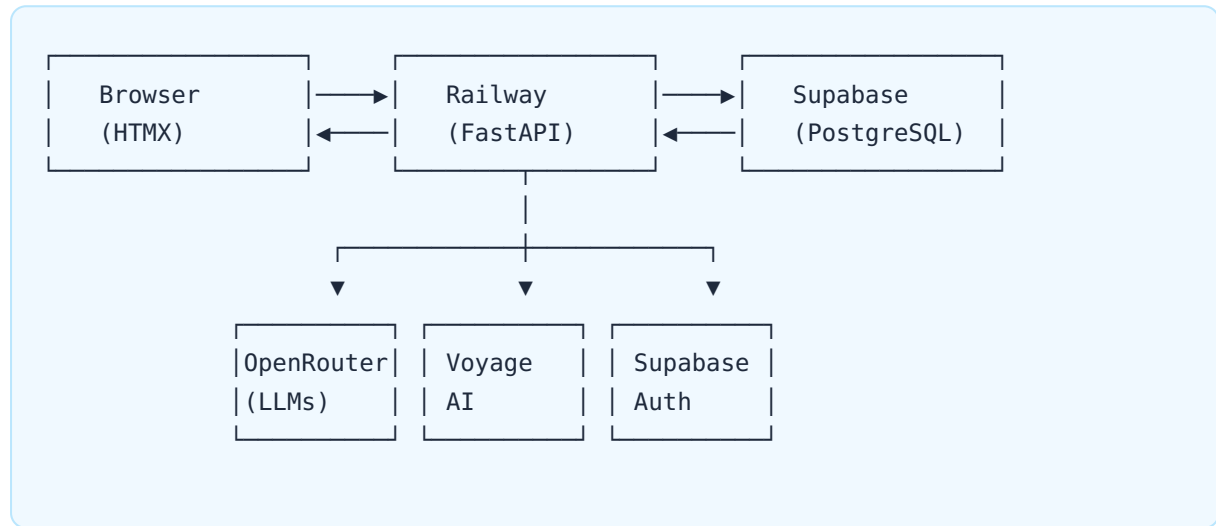 Browser Railway Supabase
(HTMX) (FastAPI) (PostgreSQL)
OpenRouter Voyage Supabase
(LLMs) AI Auth